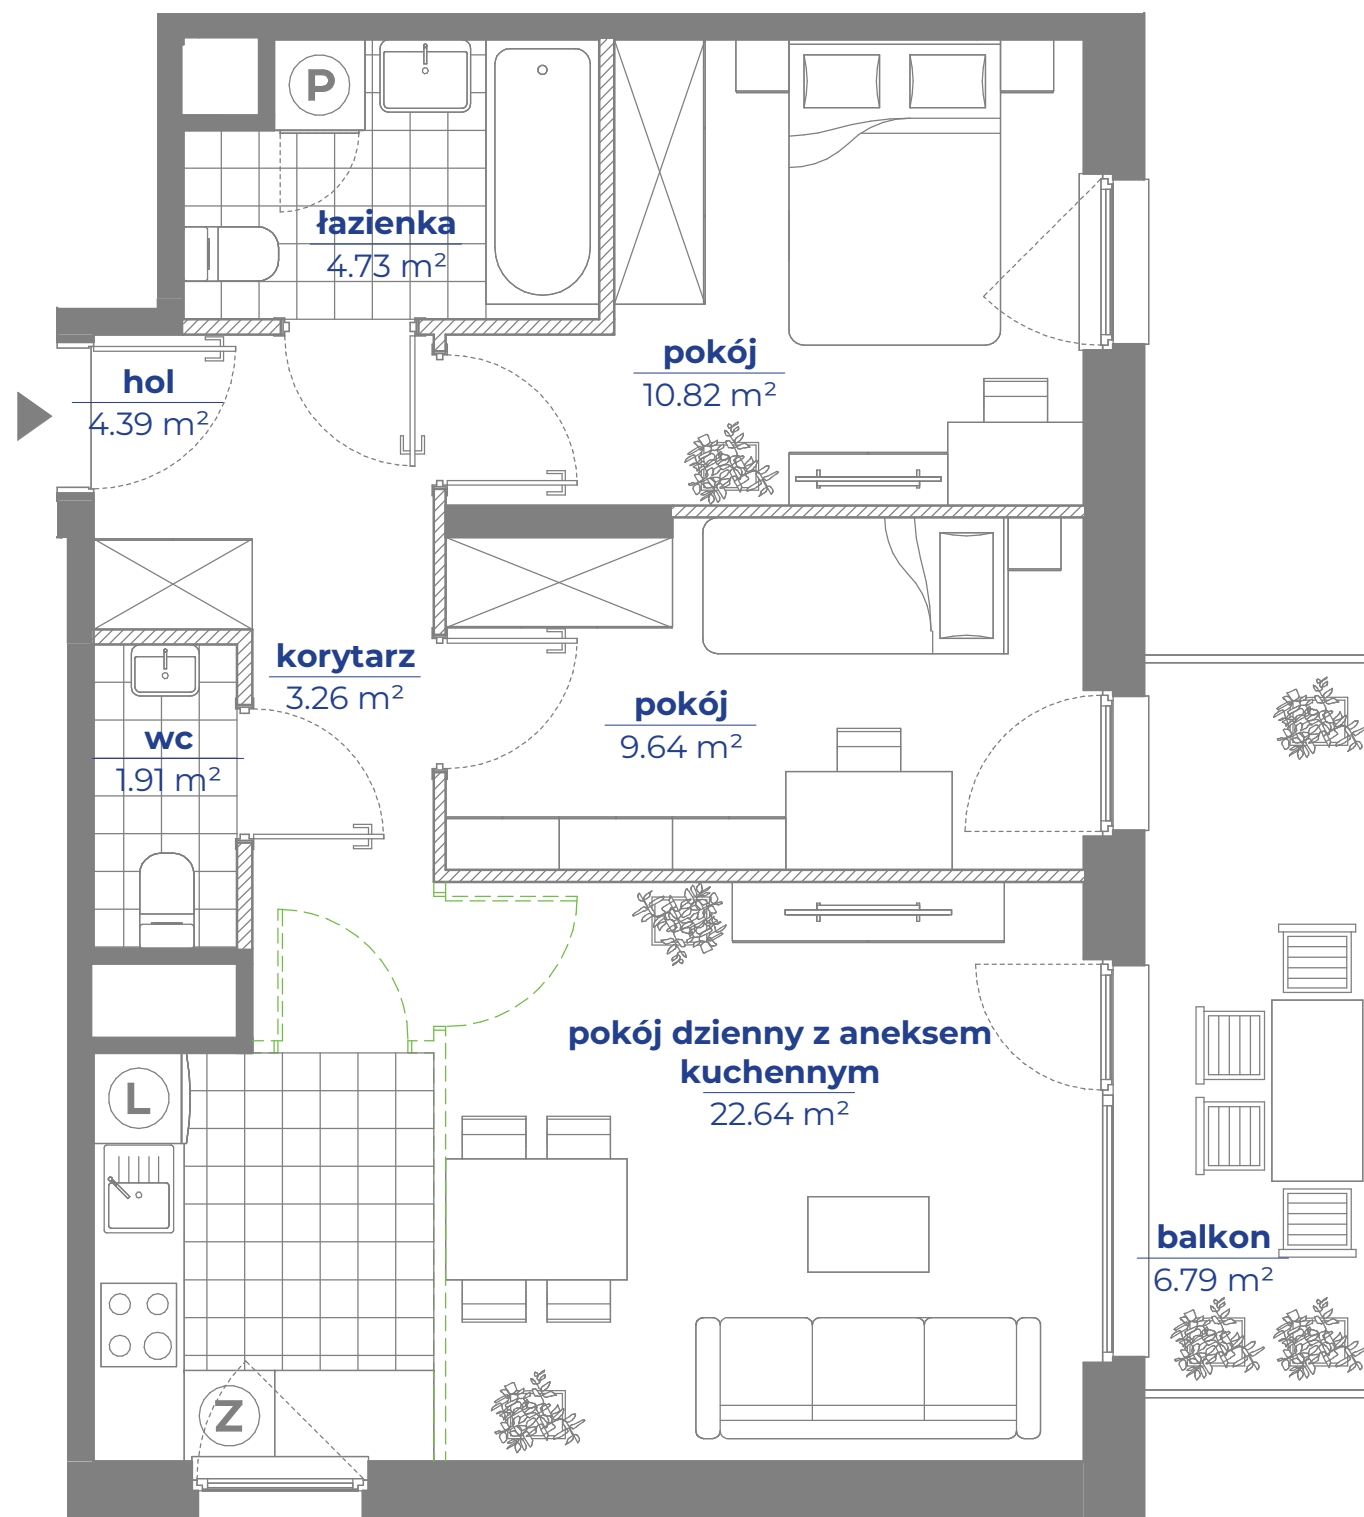 P
łazienka
4.73 m²
pokój
10.82 m²
hol
4.39 m²
korytarz
3.26 m²
pokój
9.64 m²
wc
1.91 m²
pokój dzienny z aneksem
kuchennym
22.64 m²
L
balkon
6.79 m²
Z